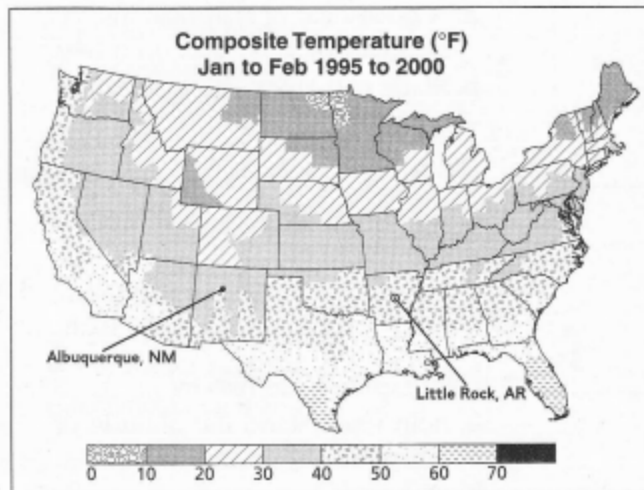 Composite Temperature (°F)
Jan to Feb 1995 to 2000
Albuquerque, NM
Little Rock, AR
0 10 20 30 40 50 60 70